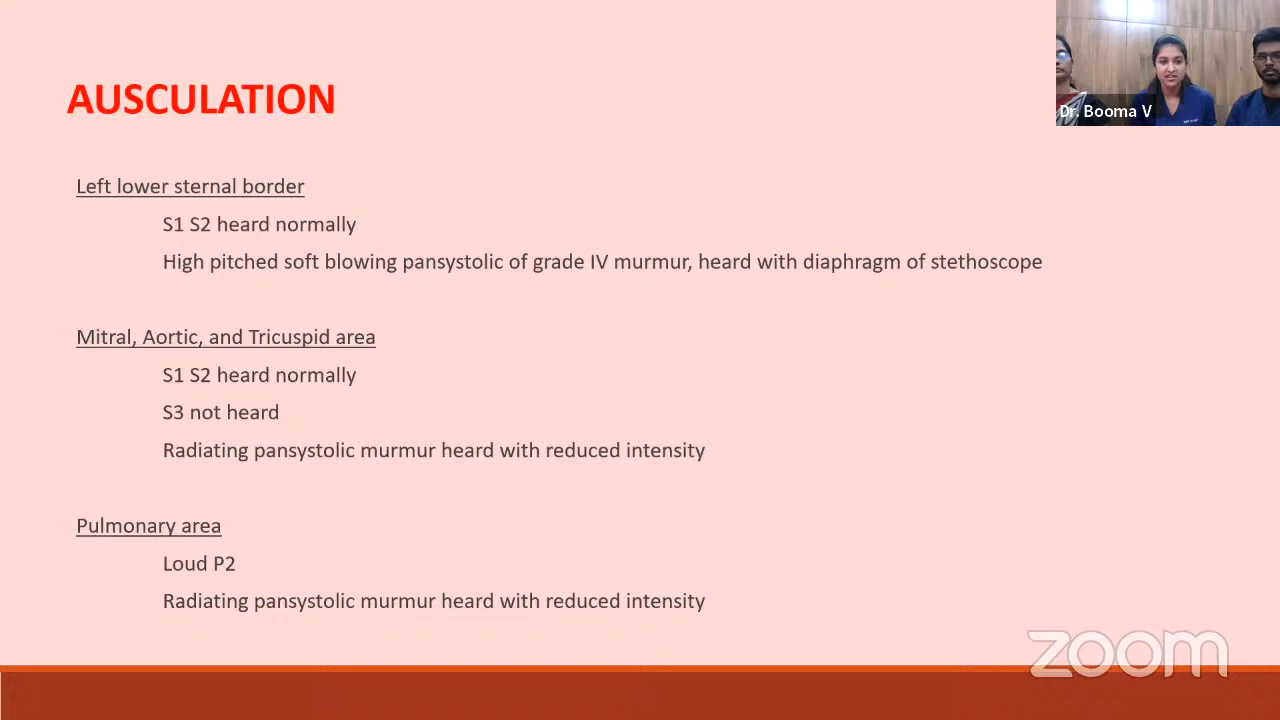 AUSCULATION
Dr. Booma V
Left lower sternal border
S1 S2 heard normally
High pitched soft blowing pansystolic of grade IV murmur, heard with diaphragm of stethoscope
Mitral, Aortic, and Tricuspid area
S1 S2 heard normally
S3 not heard
Radiating pansystolic murmur heard with reduced intensity
Pulmonary area
Loud P2
Radiating pansystolic murmur heard with reduced intensity
zoom